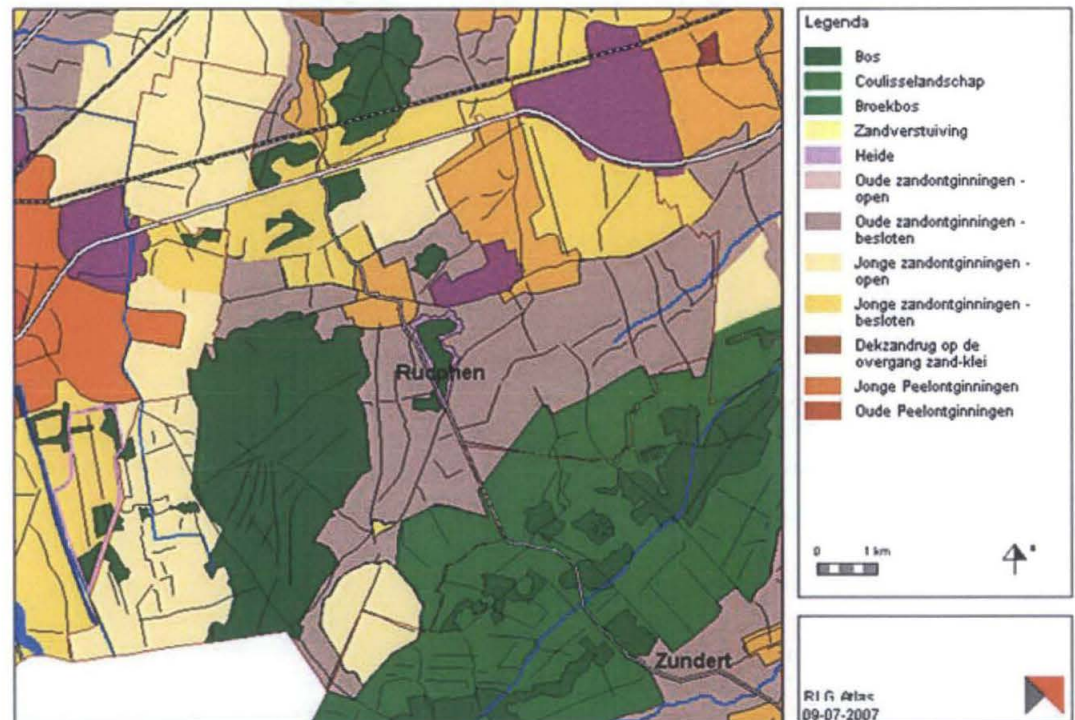 Rucphen
Zundert
Legenda
Bos
Coulisselandschap
Broekbos
Zandverstuiving
Heide
Oude zandontginningen -
open
Oude zandontginningen -
besloten
Jonge zandontginningen -
open
Jonge zandontginningen -
besloten
Dekzandrug op de
overgang zand-klei
Jonge Peelontginningen
Oude Peelontginningen
0 1 km
Atlas
09-07-2007